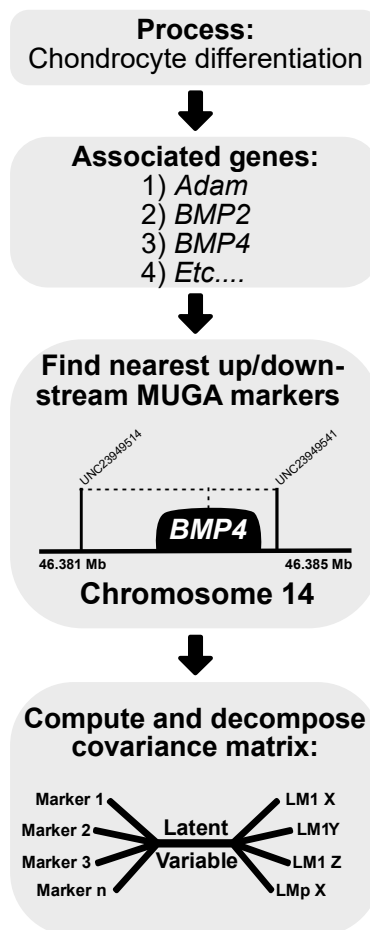 Process:
Chondrocyte differentiation
Associated genes:
1) Adam
2) BMP2
3) BMP4
4) Etc....
Find nearest up/down-
stream MUGA markers
UNC23949514
UNC23949541
BMP4
46.381 Mb
46.385 Mb
Chromosome 14
Compute and decompose
covariance matrix:
Marker 1
Marker 2
Marker 3
Marker n
Latent
Variable
LM1 X
LM1Y
LM1 Z
LMp X